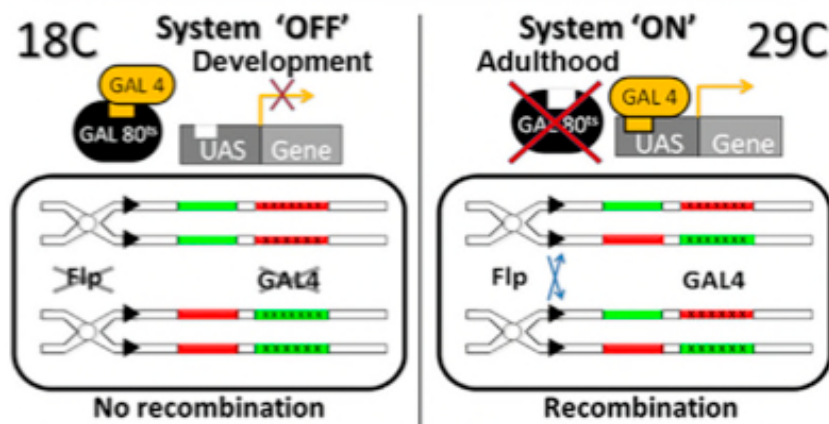 18C
System ‘OFF’
Development
GAL 4
GAL 80ts
UAS
Gene
Flp
GAL4
No recombination
System ‘ON’
29C
Adulthood
GAL 4
GAL 80ts
UAS
Gene
Flp
GAL4
Recombination